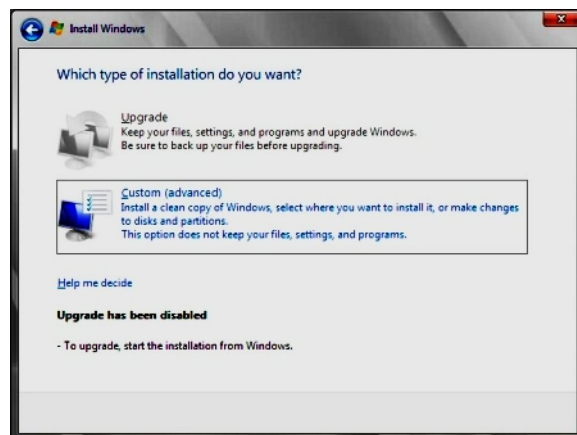 Install Windows
Which type of installation do you want?
Upgrade
Keep your files, settings, and programs and upgrade Windows.
Be sure to back up your files before upgrading.
Custom (advanced)
Install a clean copy of Windows, select where you want to install it, or make changes
to disks and partitions.
This option does not keep your files, settings, and programs.
Help me decide
Upgrade has been disabled
- To upgrade, start the installation from Windows.